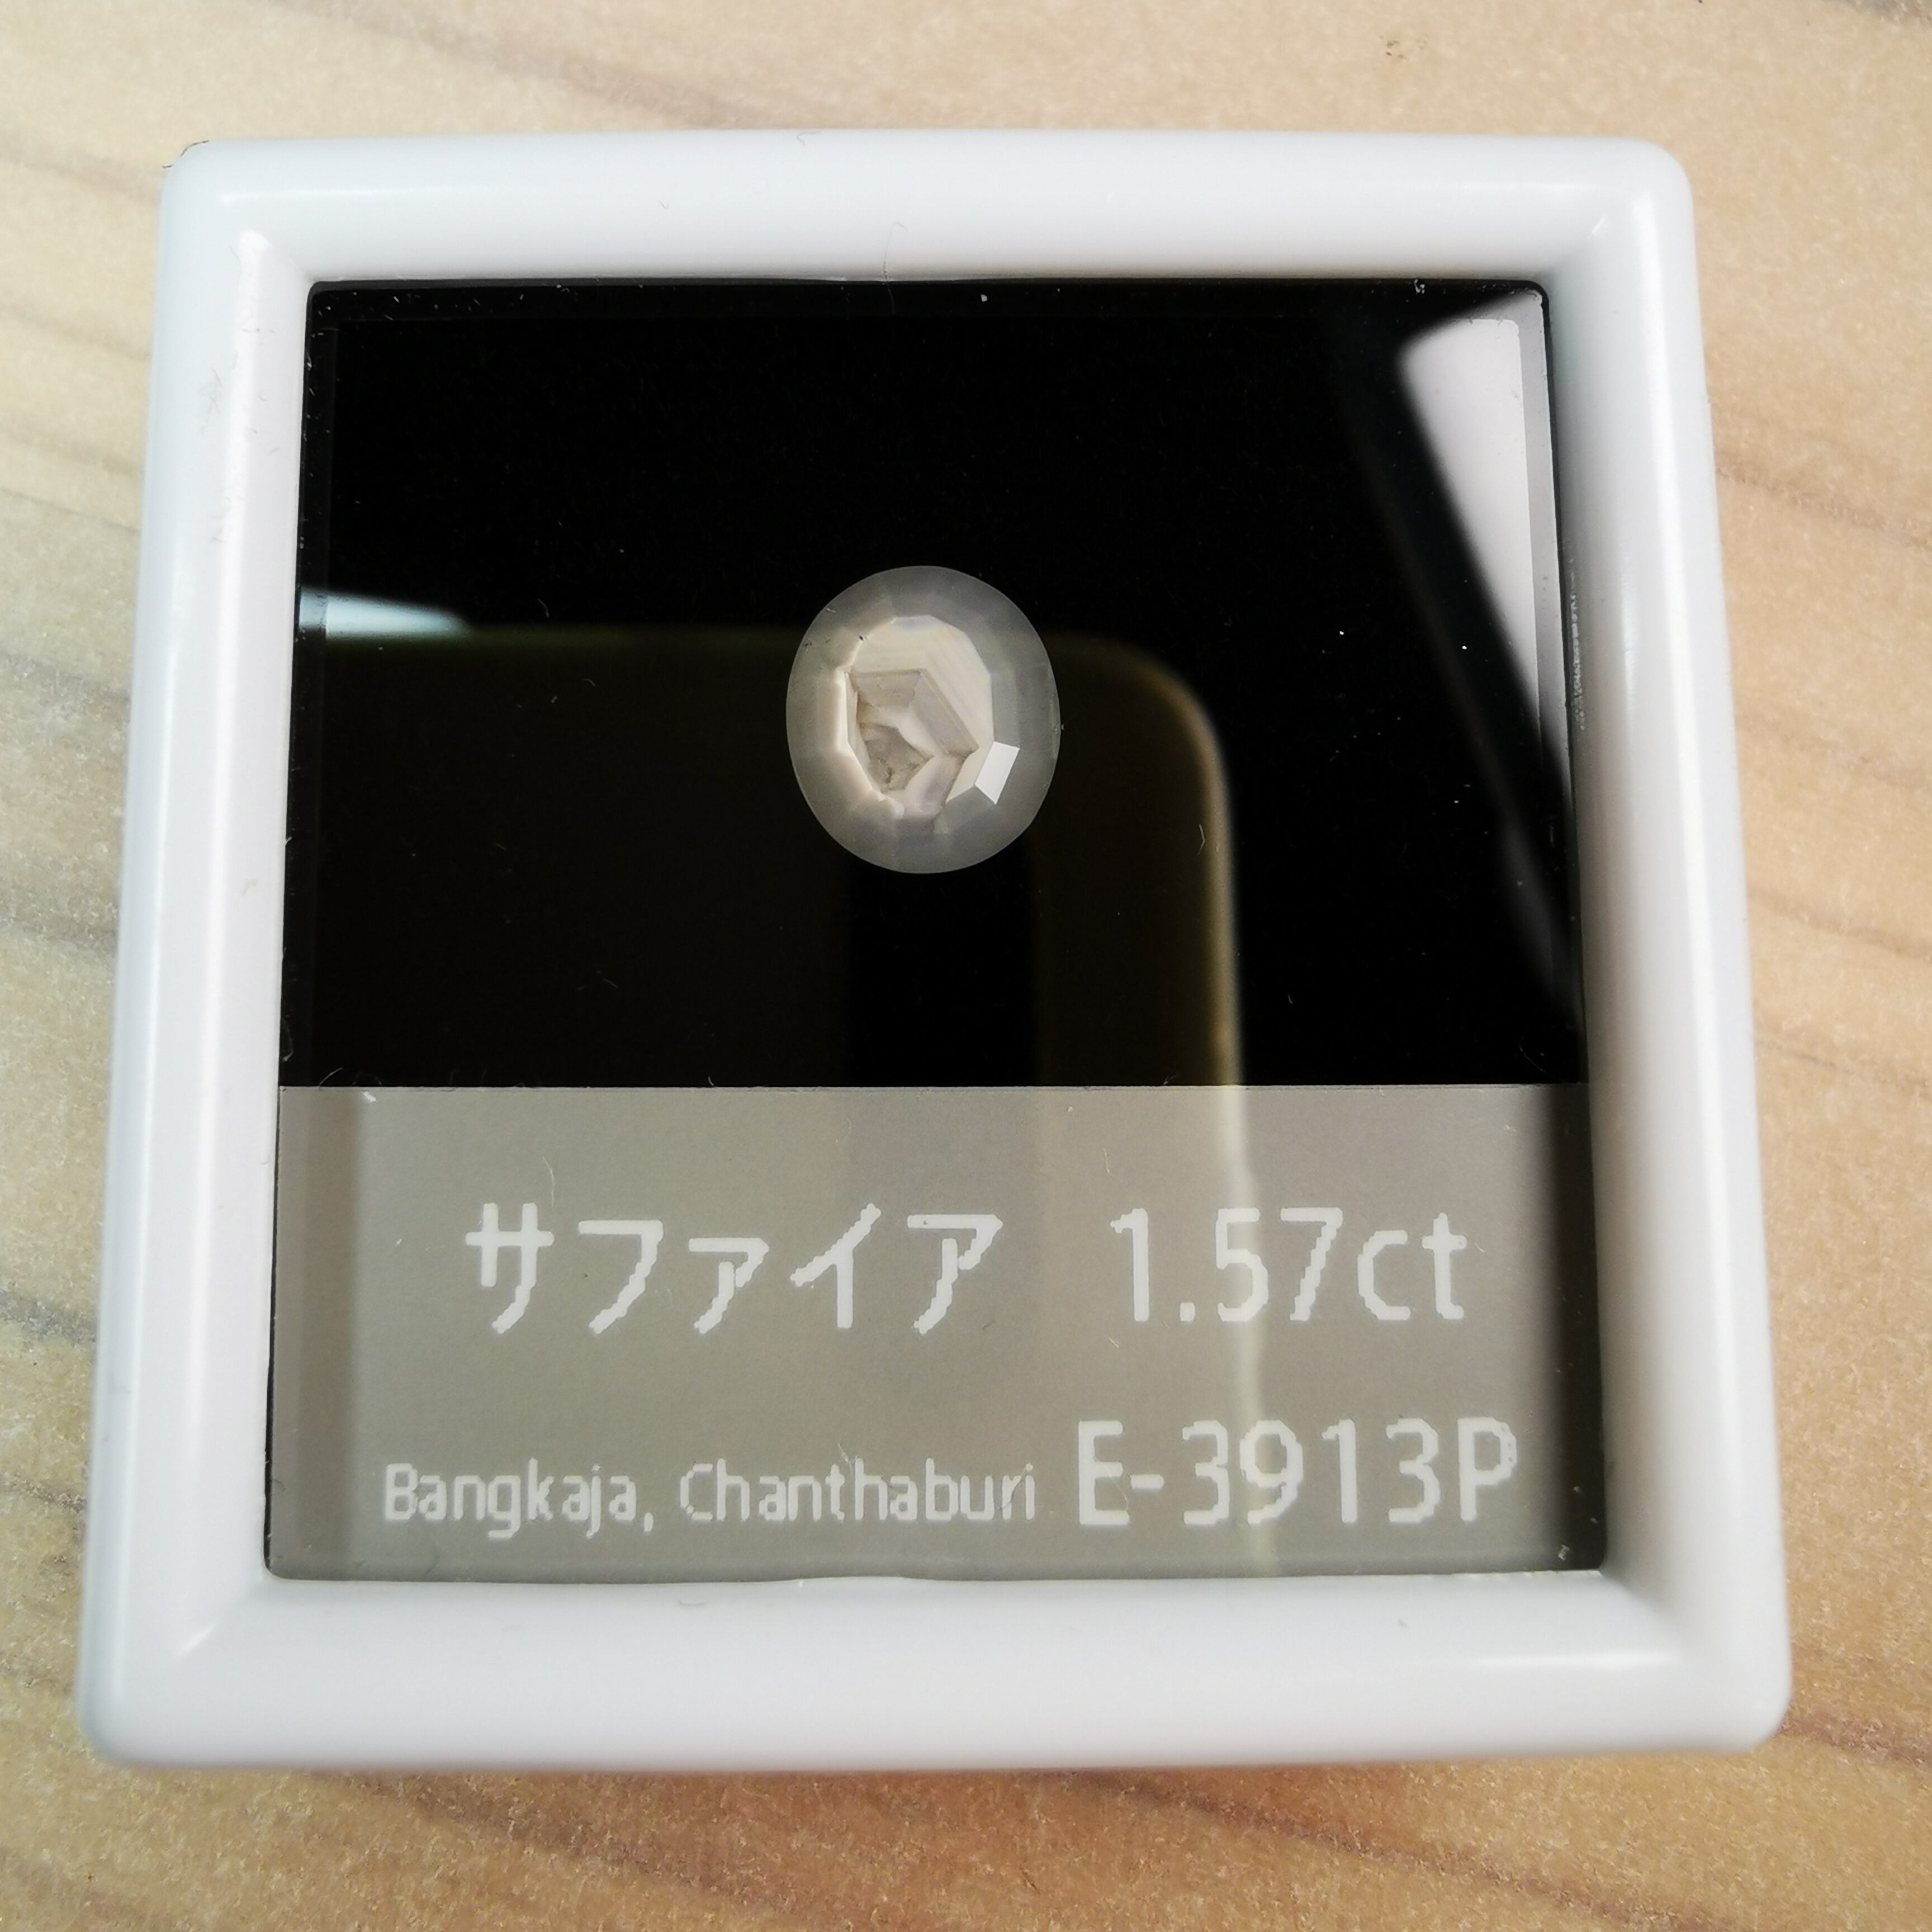 サファイア 1.57ct
Bangkaja, Chanthaburi E-3913P